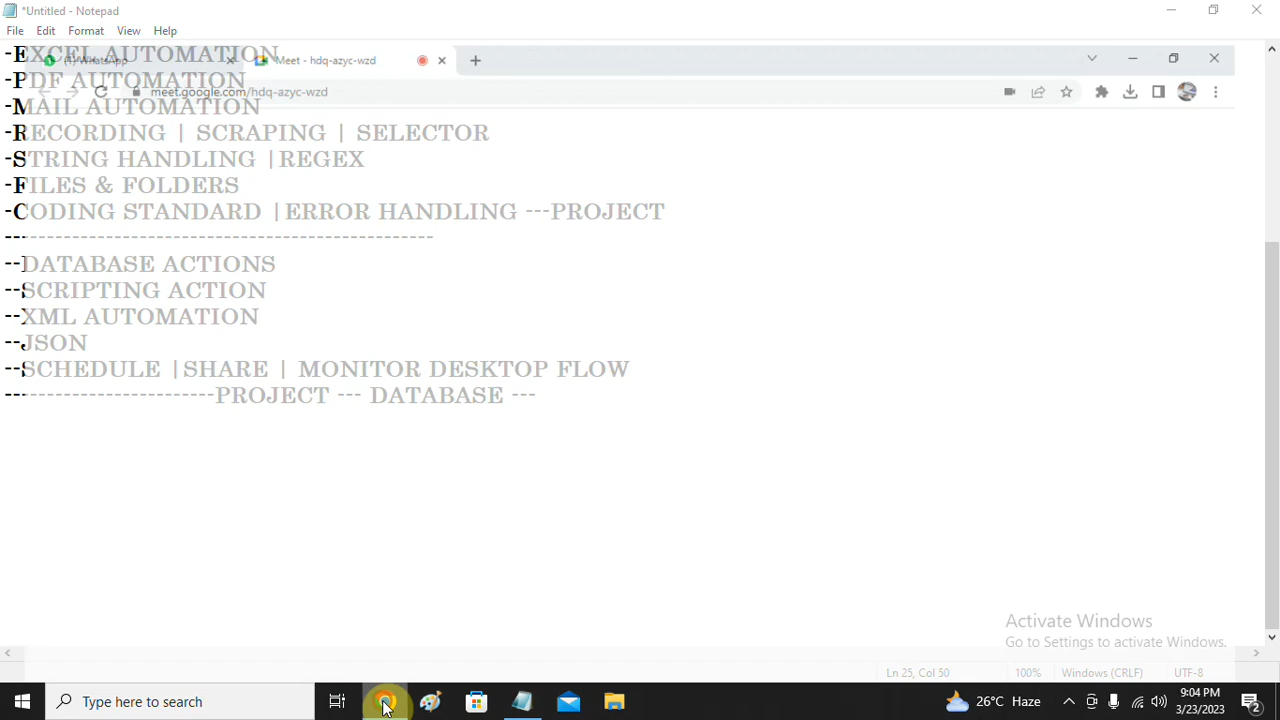 *Untitled - Notepad
File Edit Format View Help
-EXCEL AUTOMATION
(1) WhatsApp
Meet - hdq-azyc-wzd
-PDF AUTOMATION
meet.google.com/hdq-azyc-wzd
-MAIL AUTOMATION
-RECORDING | SCRAPING | SELECTOR
-STRING HANDLING |REGEX
-FILES & FOLDERS
-CODING STANDARD |ERROR HANDLING ---PROJECT
--------------------------------------------------
--DATABASE ACTIONS
--SCRIPTING ACTION
--XML AUTOMATION
--JSON
--SCHEDULE |SHARE | MONITOR DESKTOP FLOW
-------------------------PROJECT --- DATABASE ---
Activate Windows
Go to Settings to activate Windows.
Ln 25, Col 50 100% Windows (CRLF) UTF-8
Type here to search
26°C Haze
9:04 PM
3/23/2023
2